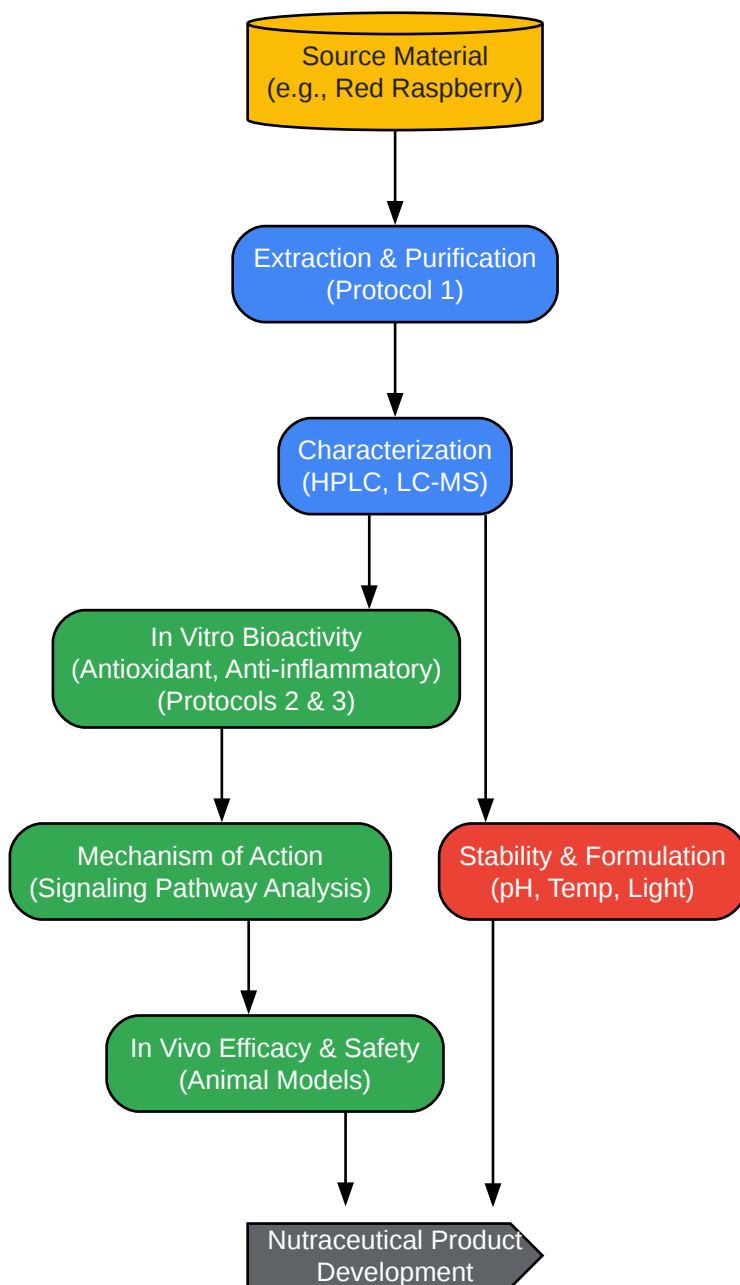 Source Material
(e.g., Red Raspberry)
Extraction & Purification
(Protocol 1)
Characterization
(HPLC, LC-MS)
In Vitro Bioactivity
(Antioxidant, Anti-inflammatory)
(Protocols 2 & 3)
Mechanism of Action
(Signaling Pathway Analysis)
Stability & Formulation
(pH, Temp, Light)
In Vivo Efficacy & Safety
(Animal Models)
Nutraceutical Product
Development